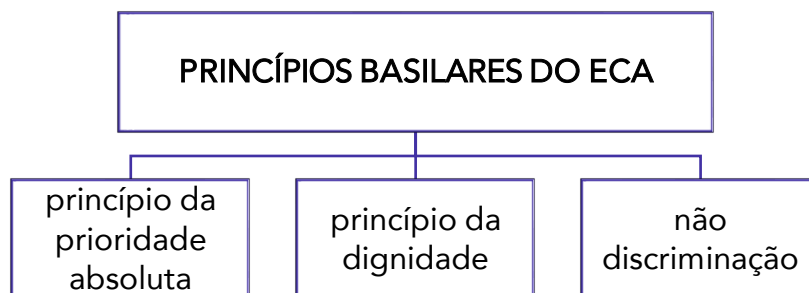 PRINCÍPIOS BASILARES DO ECA
princípio da
prioridade
absoluta
princípio da
dignidade
não
discriminação